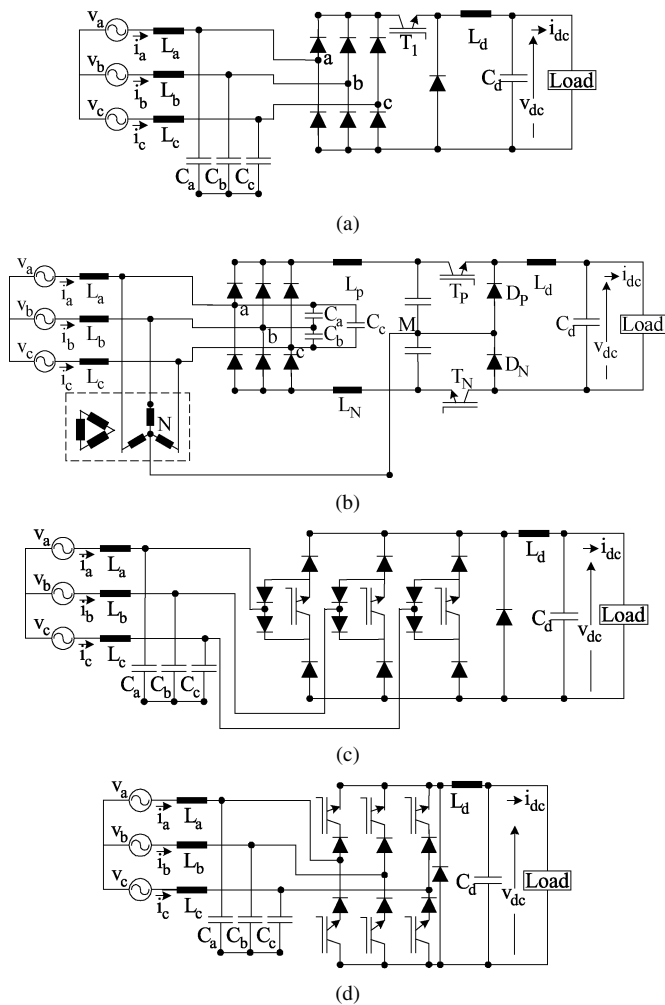 v_a i_a L_a a T_1 L_d i_dc
v_b i_b L_b b C_d v_dc Load
v_c i_c L_c c
C_a C_b C_c
(a)
v_a i_a L_a a L_p T_P L_d i_dc
v_b i_b L_b b C_a C_b C_c M D_P C_d v_dc Load
v_c i_c L_c c L_N T_N D_N
N
(b)
v_a i_a L_a L_d i_dc
v_b i_b L_b C_d v_dc Load
v_c i_c L_c
C_a C_b C_c
(c)
v_a i_a L_a L_d i_dc
v_b i_b L_b C_d v_dc Load
v_c i_c L_c
C_a C_b C_c
(d)